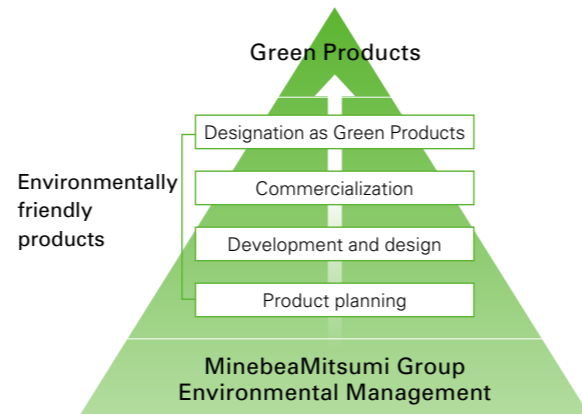 Green Products
Designation as Green Products
Commercialization
Environmentally
friendly
products
Development and design
Product planning
MinebeaMitsumi Group
Environmental Management